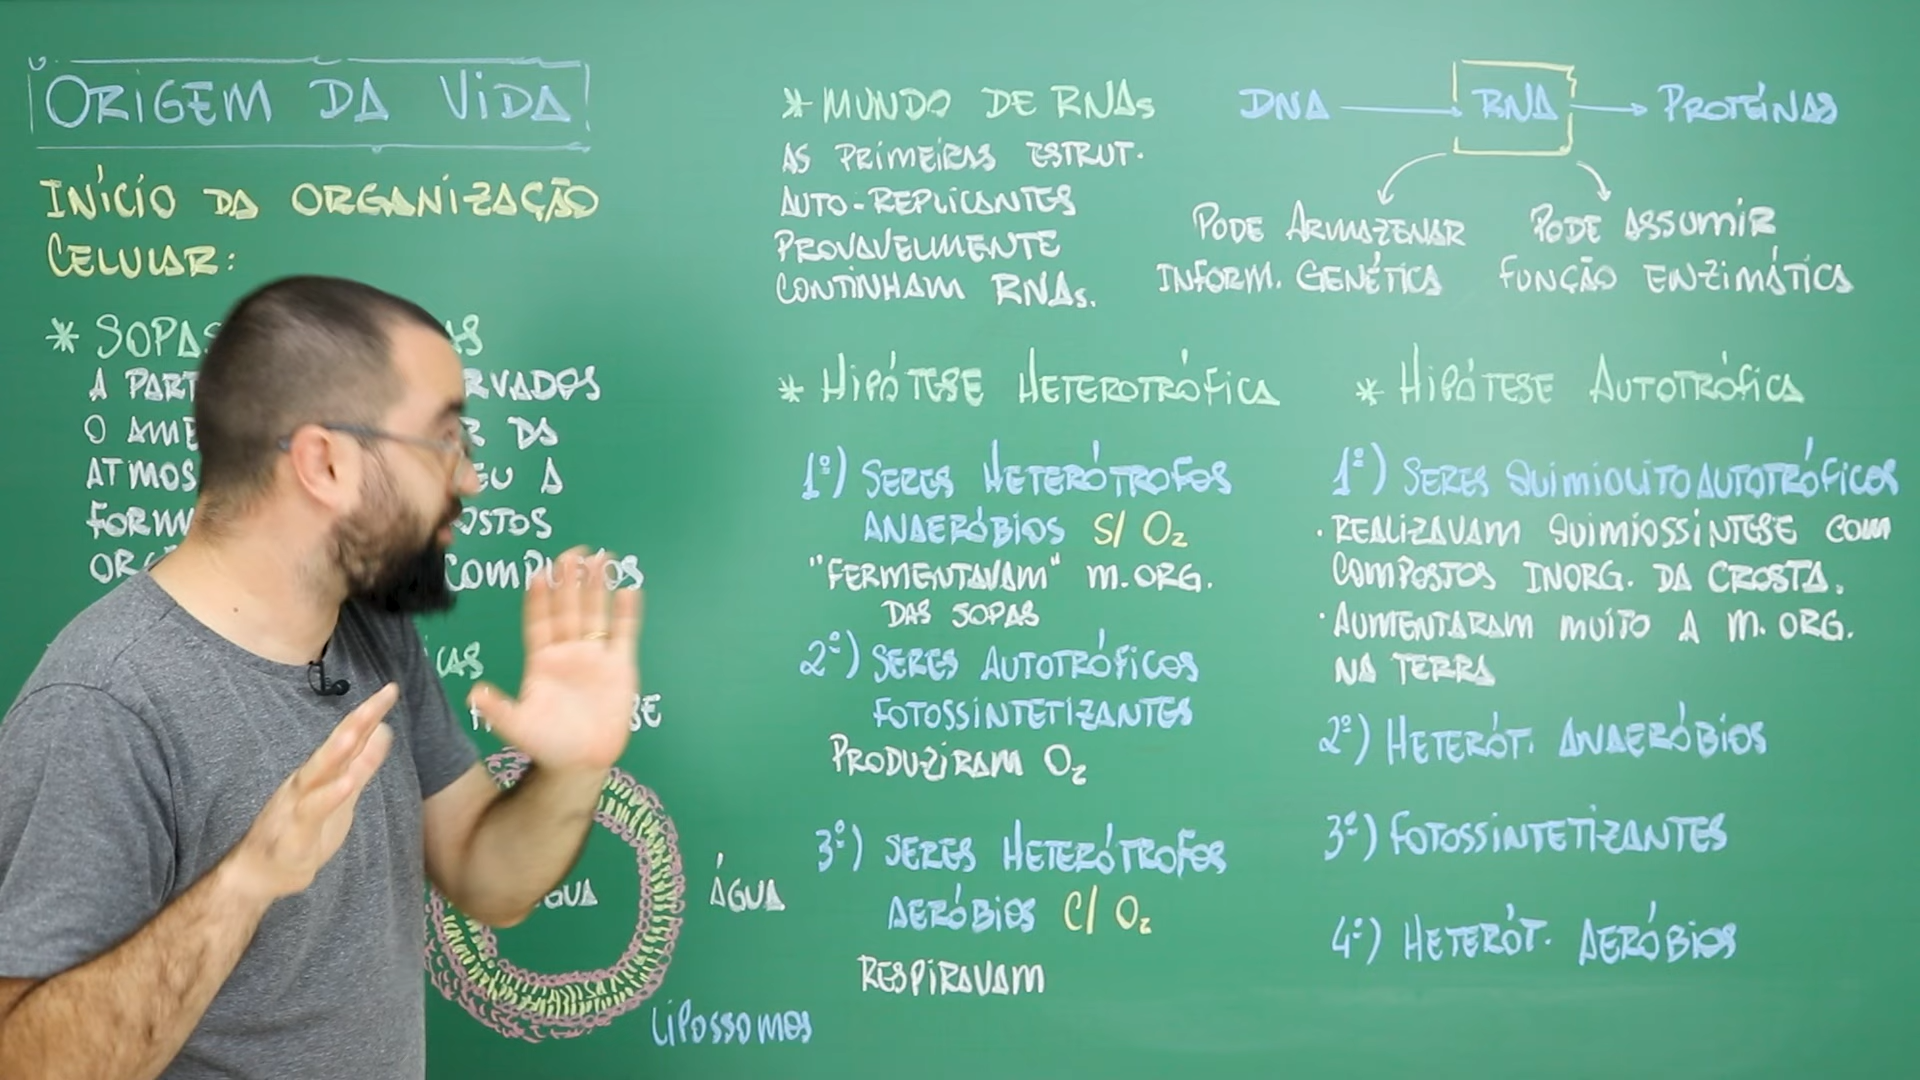 ORIGEM DA VIDA
INÍCIO DA ORGANIZAÇÃO
CELULAR:
* SOPAS
A PART
O AMB DA
ATMOS EU A
FORM OSTOS
COMPOSTOS
ÁGUA
LIPOSSOMOS
* MUNDO DE RNAs
AS PRIMEIRAS ESTRUT.
AUTO-REPLICANTES
PROVAVELMENTE
CONTINHAM RNAs.
DNA → RNA → PROTEÍNAS
PODE ARMAZENAR
INFORM. GENÉTICA
PODE ASSUMIR
FUNÇÃO ENZIMÁTICA
* HIPÓTESE HETEROTRÓFICA
1º) SERES HETERÓTROFOS
ANAERÓBIOS S/ O₂
"FERMENTAVAM" M. ORG.
DAS SOPAS
2º) SERES AUTOTRÓFICOS
FOTOSSINTETIZANTES
PRODUZIRAM O₂
3º) SERES HETERÓTROFOS
AERÓBIOS C/ O₂
RESPIRAVAM
* HIPÓTESE AUTOTRÓFICA
1º) SERES QUIMIOLITOAUTOTRÓFICOS
· REALIZAVAM QUIMIOSSÍNTESE COM
COMPOSTOS INORG. DA CROSTA.
· AUMENTARAM MUITO A M. ORG.
NA TERRA
2º) HETERÓT. ANAERÓBIOS
3º) FOTOSSINTETIZANTES
4º) HETERÓT. AERÓBIOS